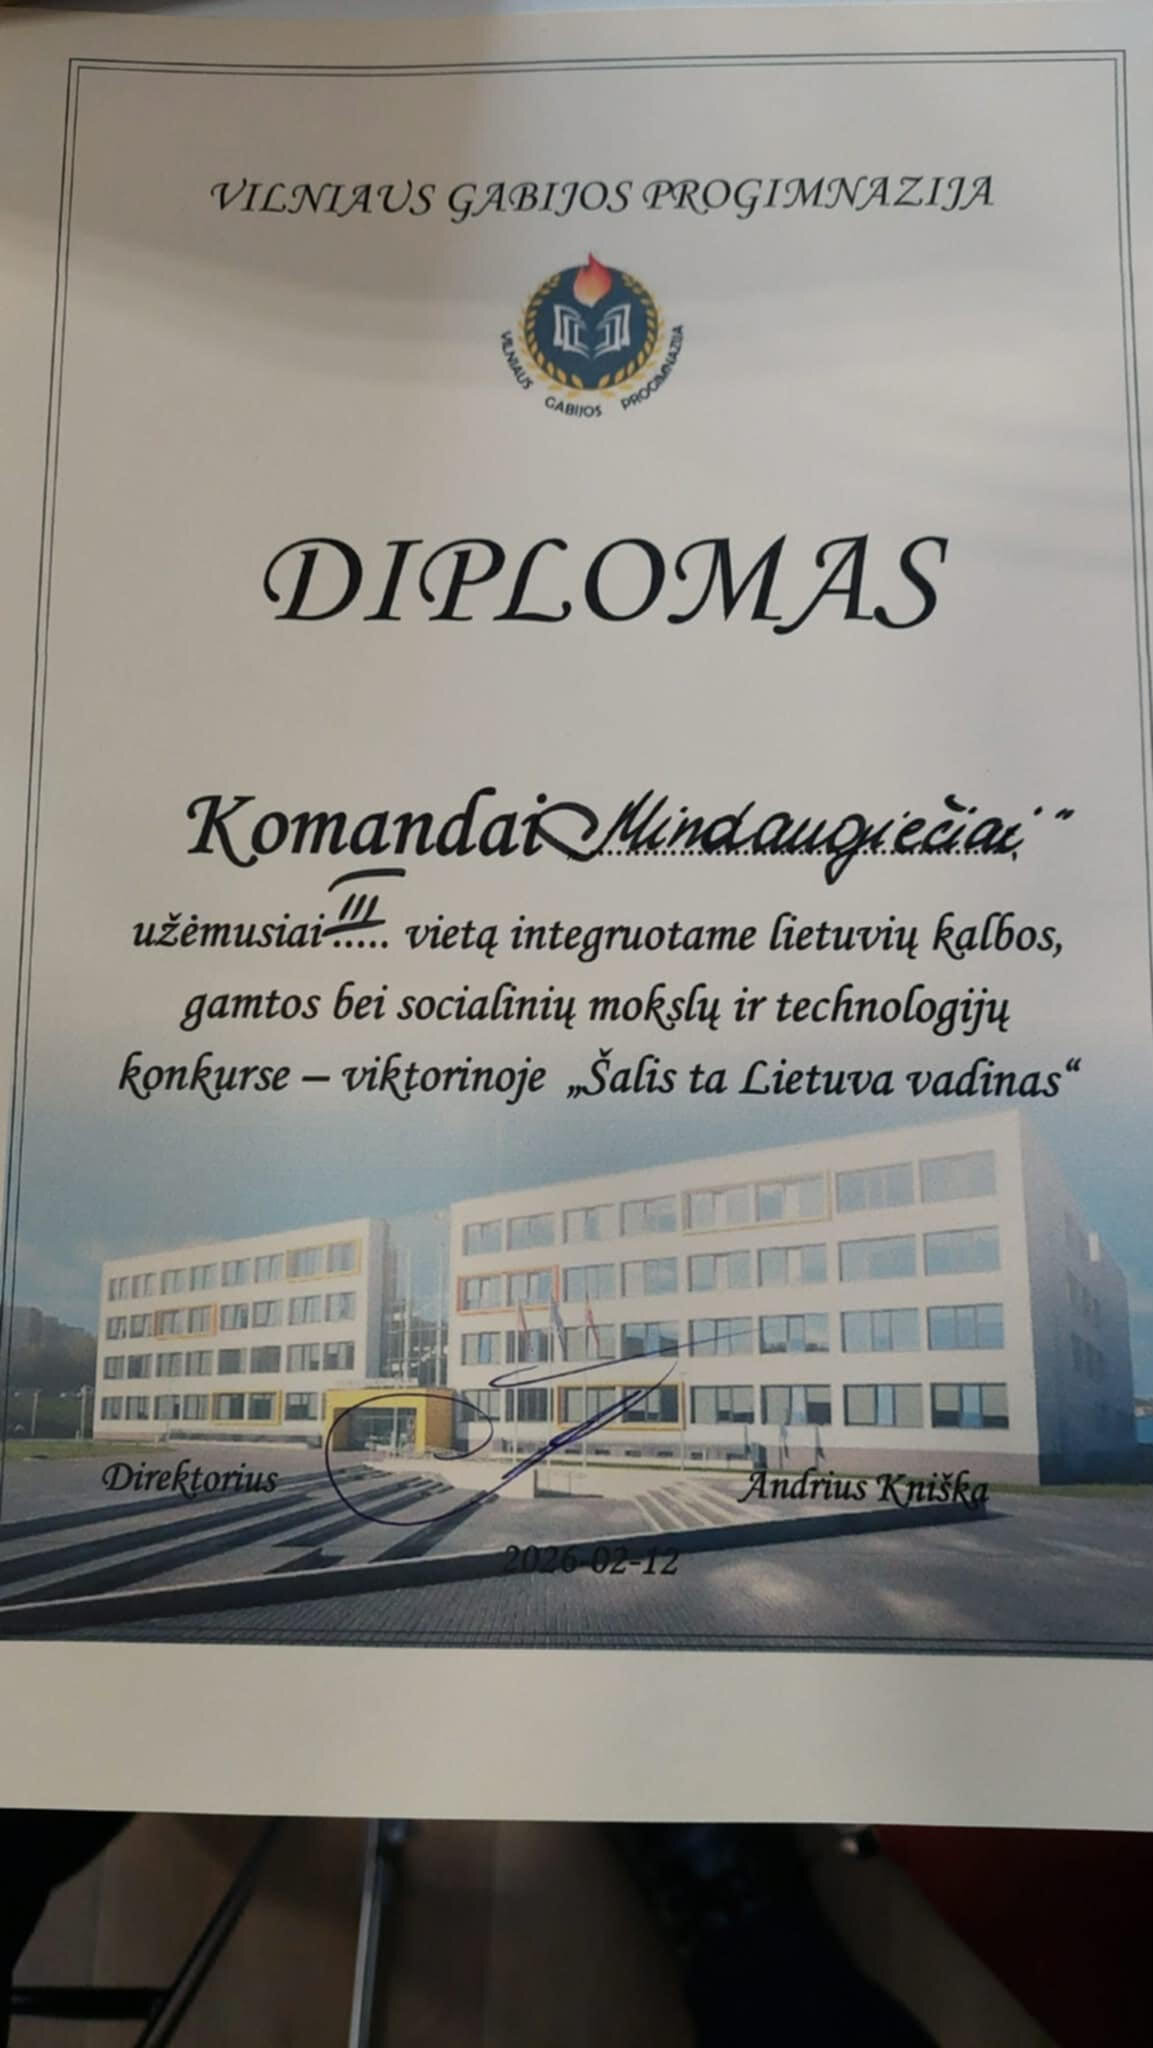 VILNIAUS GABIJOS PROGIMNAZIJA
VILNIAUS GABIJOS PROGIMNAZIJA
DIPLOMAS
Komandai „Mindaugiečiai“
užėmusiai III vietą integruotame lietuvių kalbos,
gamtos bei socialinių mokslų ir technologijų
konkurse – viktorinoje „Šalis ta Lietuva vadinas“
Direktorius Andrius Kniška
2026-02-12